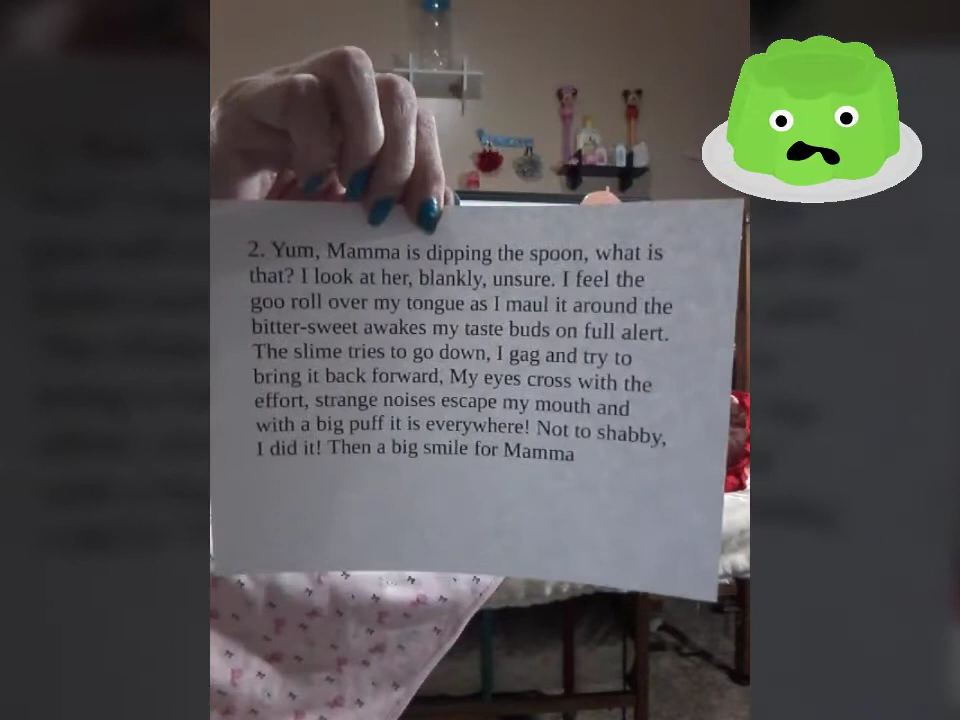 2. Yum, Mamma is dipping the spoon, what is
that? I look at her, blankly, unsure. I feel the
goo roll over my tongue as I maul it around the
bitter-sweet awakes my taste buds on full alert.
The slime tries to go down, I gag and try to
bring it back forward, My eyes cross with the
effort, strange noises escape my mouth and
with a big puff it is everywhere! Not to shabby,
I did it! Then a big smile for Mamma